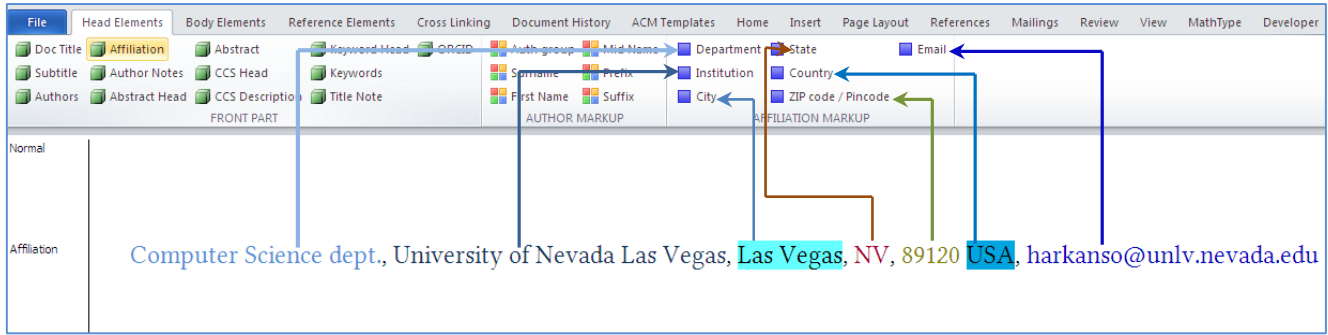 File Head Elements Body Elements Reference Elements Cross Linking Document History ACM Templates Home Insert Page Layout References Mailings Review View MathType Developer
Doc Title Affiliation Abstract Keyword Head ORCID Auth-group Mid Name Department State Email
Subtitle Author Notes CCS Head Keywords Surname Prefix Institution Country
Authors Abstract Head CCS Description Title Note First Name Suffix City ZIP code / Pincode
FRONT PART AUTHOR MARKUP AFFILIATION MARKUP
Normal
Affiliation Computer Science dept., University of Nevada Las Vegas, Las Vegas, NV, 89120 USA, harkanso@unlv.nevada.edu